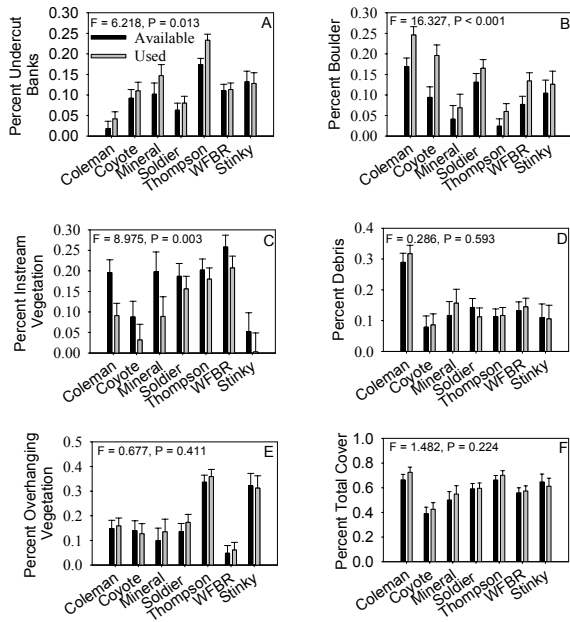 F = 6.218, P = 0.013
A
Available
Used
Percent Undercut
Banks
0.25
0.20
0.15
0.10
0.05
0.00
Coleman
Coyote
Mineral
Soldier
Thompson
WFBR
Stinky
F = 16.327, P < 0.001
B
Percent Boulder
0.25
0.20
0.15
0.10
0.05
0.00
Coleman
Coyote
Mineral
Soldier
Thompson
WFBR
Stinky
F = 8.975, P = 0.003
C
Percent Instream
Vegetation
0.30
0.25
0.20
0.15
0.10
0.05
0.00
Coleman
Coyote
Mineral
Soldier
Thompson
WFBR
Stinky
F = 0.286, P = 0.593
D
Percent Debris
0.4
0.3
0.2
0.1
0.0
Coleman
Coyote
Mineral
Soldier
Thompson
WFBR
Stinky
F = 0.677, P = 0.411
E
Percent Overhanging
Vegetation
0.5
0.4
0.3
0.2
0.1
0.0
Coleman
Coyote
Mineral
Soldier
Thompson
WFBR
Stinky
F = 1.482, P = 0.224
F
Percent Total Cover
1.0
0.8
0.6
0.4
0.2
0.0
Coleman
Coyote
Mineral
Soldier
Thompson
WFBR
Stinky